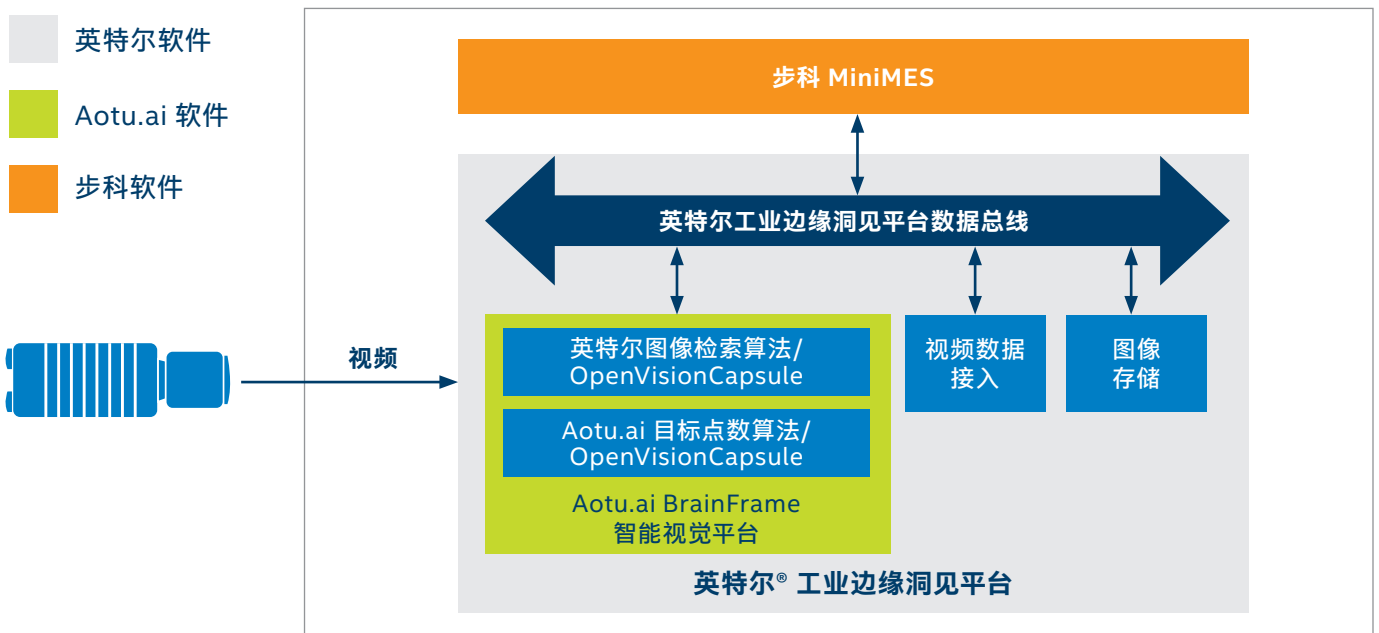 英特尔软件
Aotu.ai 软件
步科软件
步科 MiniMES
英特尔工业边缘洞见平台数据总线
视频
英特尔图像检索算法/
OpenVisionCapsule
Aotu.ai 目标点数算法/
OpenVisionCapsule
Aotu.ai BrainFrame
智能视觉平台
视频数据
接入
图像
存储
英特尔® 工业边缘洞见平台